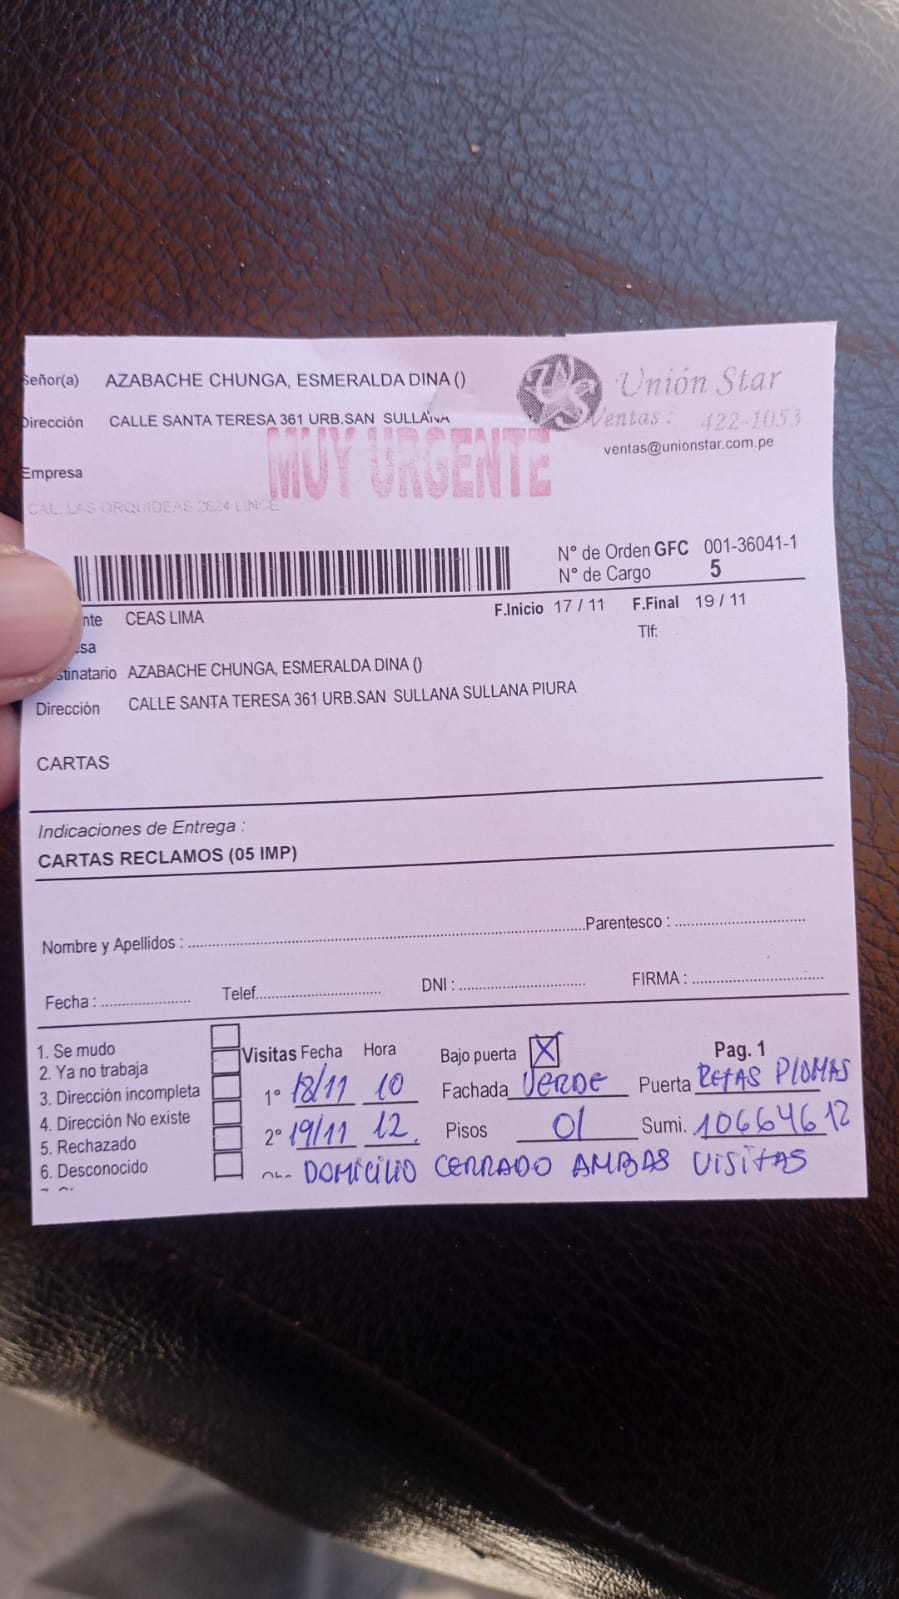 Señor(a) AZABACHE CHUNGA, ESMERALDA DINA ()
Unión Star
Dirección CALLE SANTA TERESA 361 URB.SAN SULLANA
Ventas : 422-1053
ventas@unionstar.com.pe
MUY URGENTE
Empresa
CAL. LAS ORQUIDEAS 2624 LINCE
N° de Orden GFC 001-36041-1
N° de Cargo 5
nte CEAS LIMA
F.Inicio 17 / 11 F.Final 19 / 11
sa
Tlf:
stinatario AZABACHE CHUNGA, ESMERALDA DINA ()
Dirección CALLE SANTA TERESA 361 URB.SAN SULLANA SULLANA PIURA
CARTAS
Indicaciones de Entrega :
CARTAS RECLAMOS (05 IMP)
Nombre y Apellidos : Parentesco :
Fecha : Telef. DNI : FIRMA :
1. Se mudo
2. Ya no trabaja
3. Dirección incompleta
4. Dirección No existe
5. Rechazado
6. Desconocido
Visitas Fecha Hora Bajo puerta X Pag. 1
1° 18/11 10 Fachada VERDE Puerta REJAS PLOMAS
2° 19/11 12 Pisos 01 Sumi. 10664612
DOMICILIO CERRADO AMBAS VISITAS